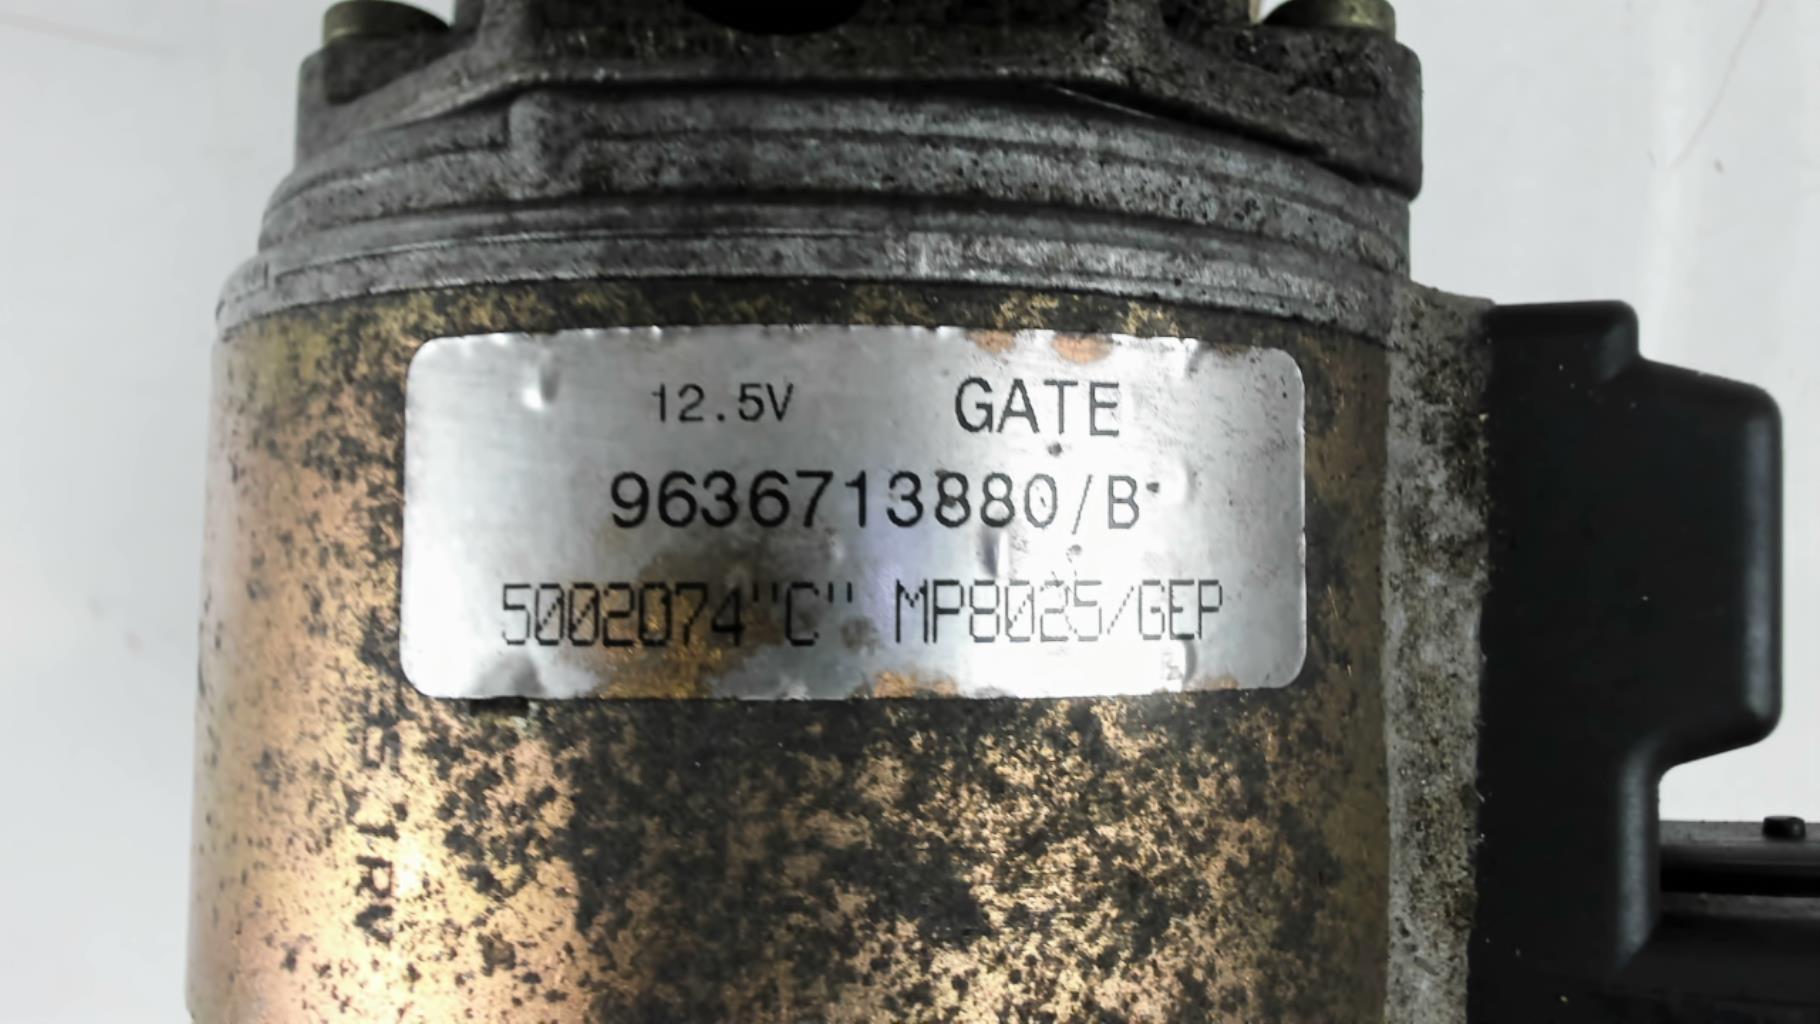 12.5V GATE
9636713880/B
5002074"C" MP8025/GEP